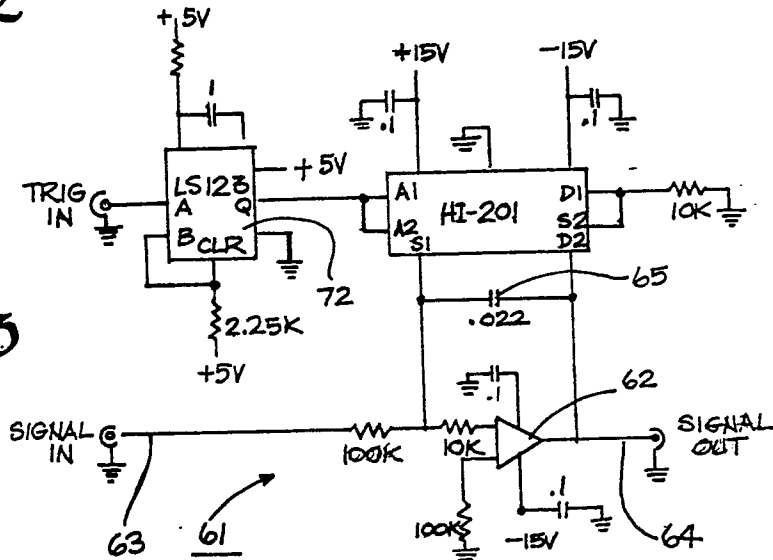 2
+5V
1
+15V
-15V
.1
.1
+5V
TRIG
IN
LS123
A
Q
B
CLR
A1
A2
S1
HI-201
D1
S2
D2
10K
72
65
.022
3
2.25K
+5V
.1
62
SIGNAL
IN
100K
10K
SIGNAL
OUT
100K
.1
-15V
63
61
64